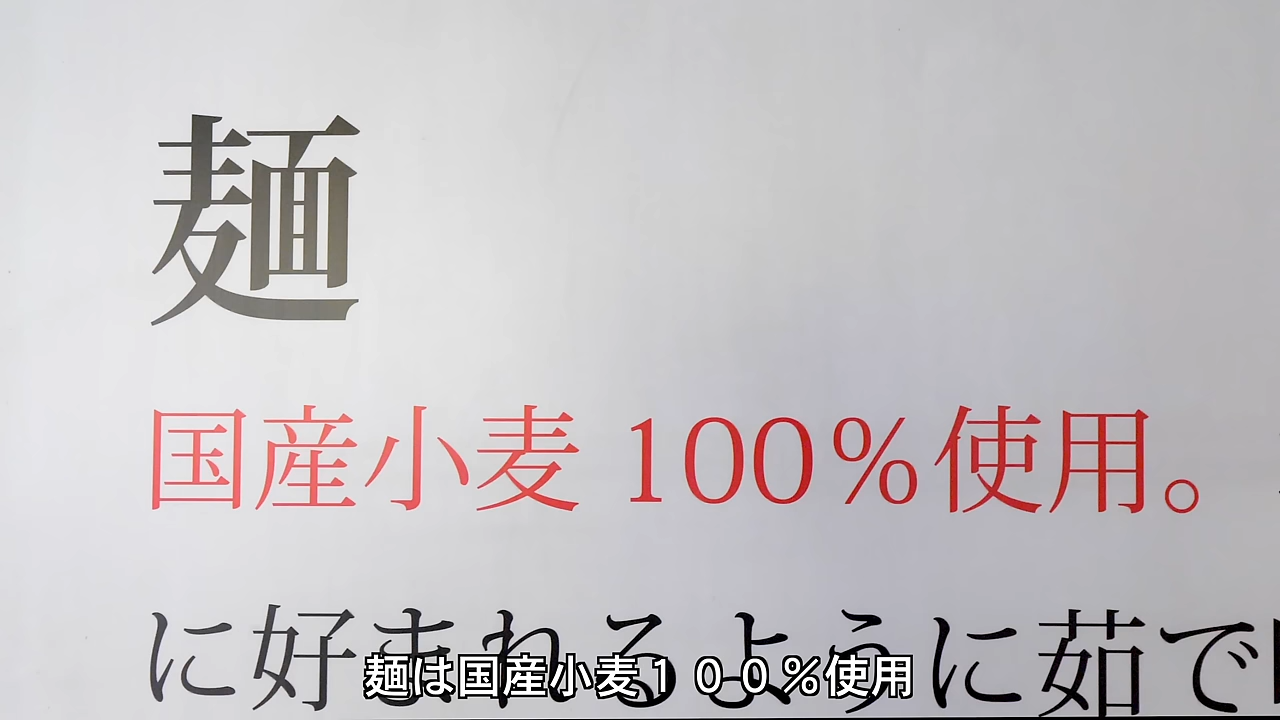 麺
国産小麦 100%使用。
に好まれるように茹で
麺は国産小麦１００％使用